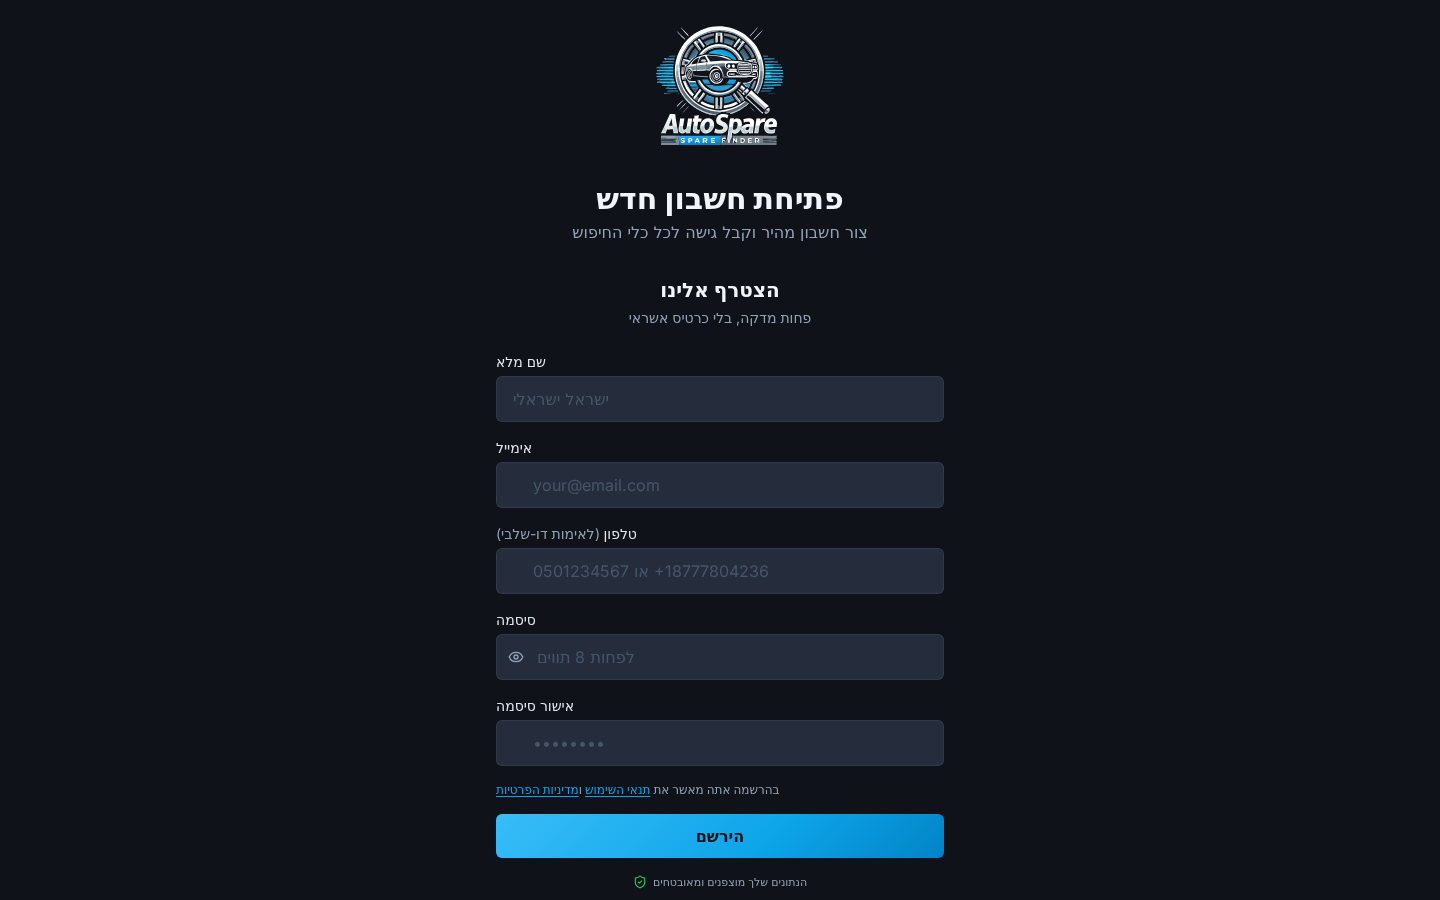 AutoSpare
SPARE FINDER
פתיחת חשבון חדש
צור חשבון מהיר וקבל גישה לכל כלי החיפוש
הצטרף אלינו
פחות מדקה, בלי כרטיס אשראי
שם מלא
ישראל ישראלי
אימייל
your@email.com
טלפון (לאימות דו-שלבי)
0501234567 או +18777804236
סיסמה
לפחות 8 תווים
אישור סיסמה
••••••••
בהרשמה אתה מאשר את תנאי השימוש ומדיניות הפרטיות
הירשם
הנתונים שלך מוצפנים ומאובטחים